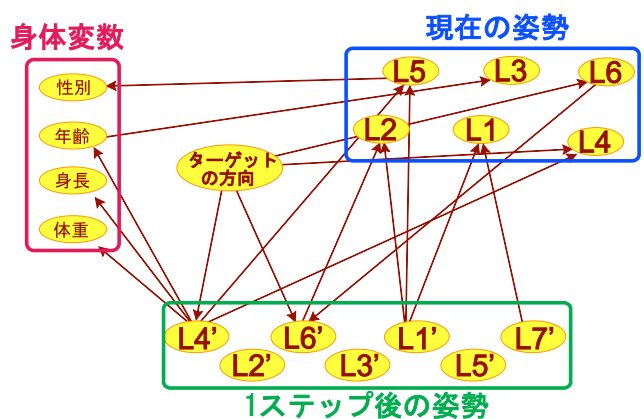 身体変数
現在の姿勢
性別
年齢
身長
体重
L5
L3
L6
L2
L1
L4
ターゲット
の方向
L4’
L6’
L1’
L7’
L2’
L3’
L5’
1ステップ後の姿勢